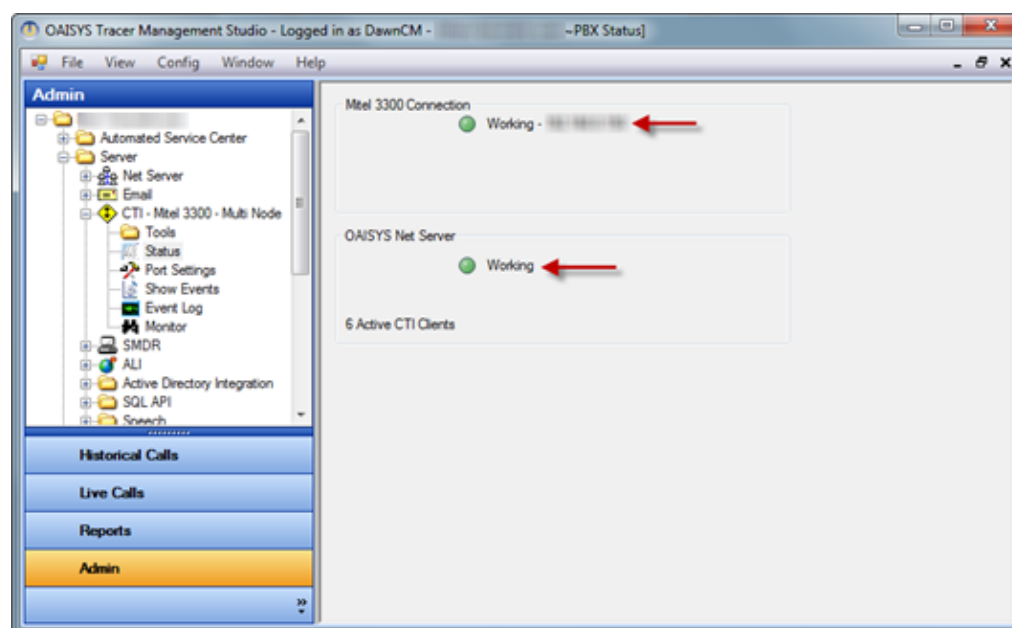 OAISYS Tracer Management Studio - Logged in as DawnCM - ~PBX Status]
File View Config Window Help
Admin
Automated Service Center
Server
Net Server
Email
CTI - Mitel 3300 - Multi Node
Tools
Status
Port Settings
Show Events
Event Log
Monitor
SMDR
ALI
Active Directory Integration
SQL API
Speech
Historical Calls
Live Calls
Reports
Admin
Mitel 3300 Connection
Working -
OAISYS Net Server
Working
6 Active CTI Clients